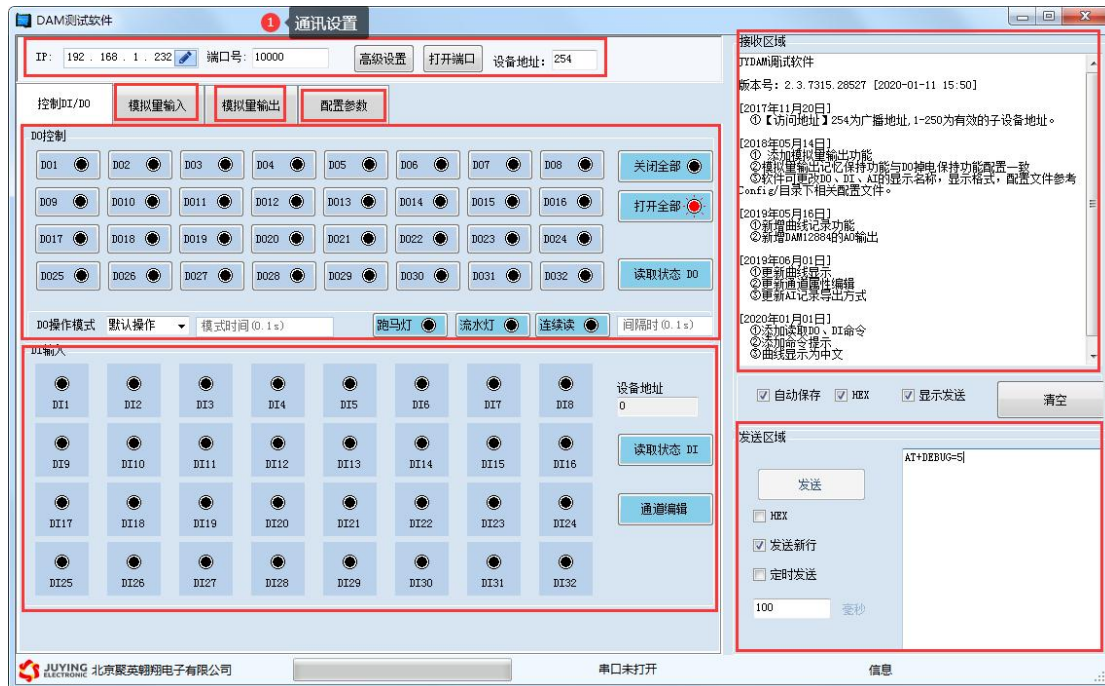 DAM测试软件
1 通讯设置
IP: 192 . 168 . 1 . 232 端口号: 10000 高级设置 打开端口 设备地址: 254
控制DI/DO 模拟量输入 模拟量输出 配置参数
DO控制
DO1 DO2 DO3 DO4 DO5 DO6 DO7 DO8 关闭全部
DO9 DO10 DO11 DO12 DO13 DO14 DO15 DO16 打开全部
DO17 DO18 DO19 DO20 DO21 DO22 DO23 DO24
DO25 DO26 DO27 DO28 DO29 DO30 DO31 DO32 读取状态 DO
DO操作模式 默认操作 模式时间(0.1s) 跑马灯 流水灯 连续读 间隔时(0.1s)
DI输入
DI1 DI2 DI3 DI4 DI5 DI6 DI7 DI8
设备地址
0
DI9 DI10 DI11 DI12 DI13 DI14 DI15 DI16 读取状态 DI
DI17 DI18 DI19 DI20 DI21 DI22 DI23 DI24 通道编辑
DI25 DI26 DI27 DI28 DI29 DI30 DI31 DI32
接收区域
JYDAM调试软件
版本号: 2.3.7315.28527 [2020-01-11 15:50]
[2017年11月20日]
①【访问地址】254为广播地址,1-250为有效的子设备地址。
[2018年05月14日]
① 添加模拟量输出功能
②模拟量输出记忆保持功能与DO掉电保持功能配置一致
③软件可更改DO、DI、AI的显示名称,显示格式,配置文件参考
Config/目录下相关配置文件。
[2019年05月16日]
①新增曲线记录功能
②新增DAM12884的AO输出
[2019年06月01日]
①更新曲线显示
②更新通道属性编辑
③更新AI记录导出方式
[2020年01月01日]
①添加读取DO、DI命令
②添加命令提示
③曲线显示为中文
自动保存 HEX 显示发送 清空
发送区域
AT+DEBUG=5
发送
HEX
发送新行
定时发送
100 毫秒
JUYING ELECTRONIC 北京聚英翱翔电子有限公司 串口未打开 信息